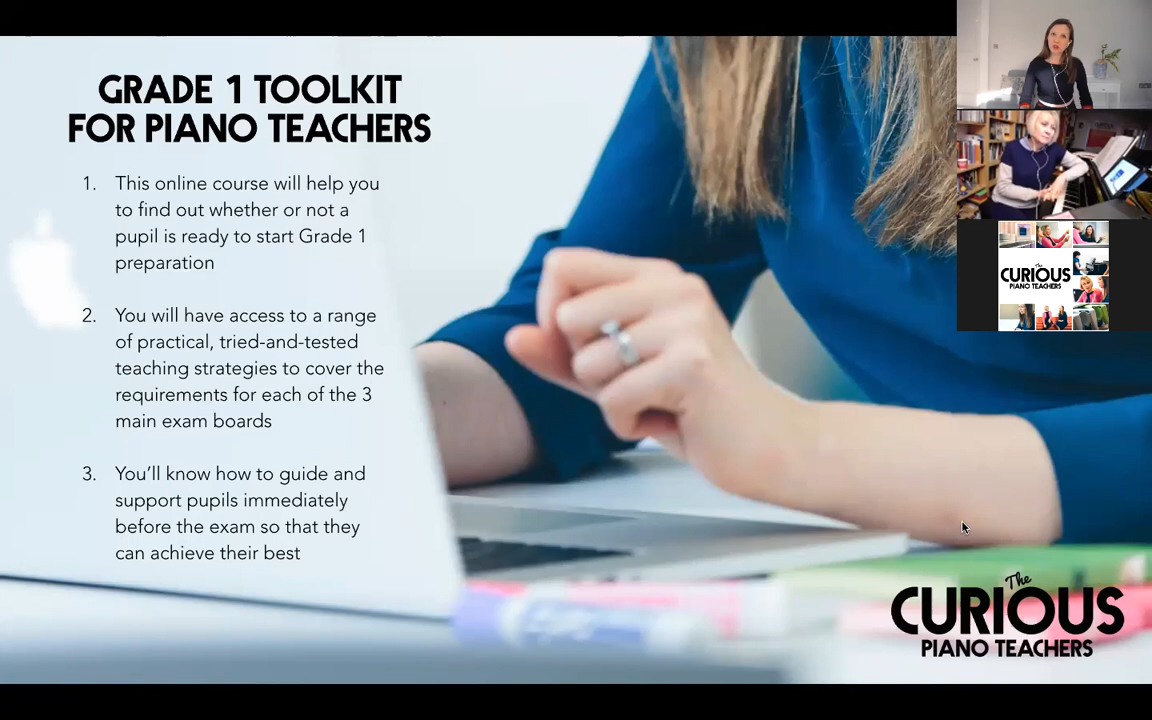 GRADE 1 TOOLKIT
FOR PIANO TEACHERS
1. This online course will help you
to find out whether or not a
pupil is ready to start Grade 1
preparation
2. You will have access to a range
of practical, tried-and-tested
teaching strategies to cover the
requirements for each of the 3
main exam boards
3. You'll know how to guide and
support pupils immediately
before the exam so that they
can achieve their best
The
CURIOUS
PIANO TEACHERS
The
CURIOUS
PIANO TEACHERS